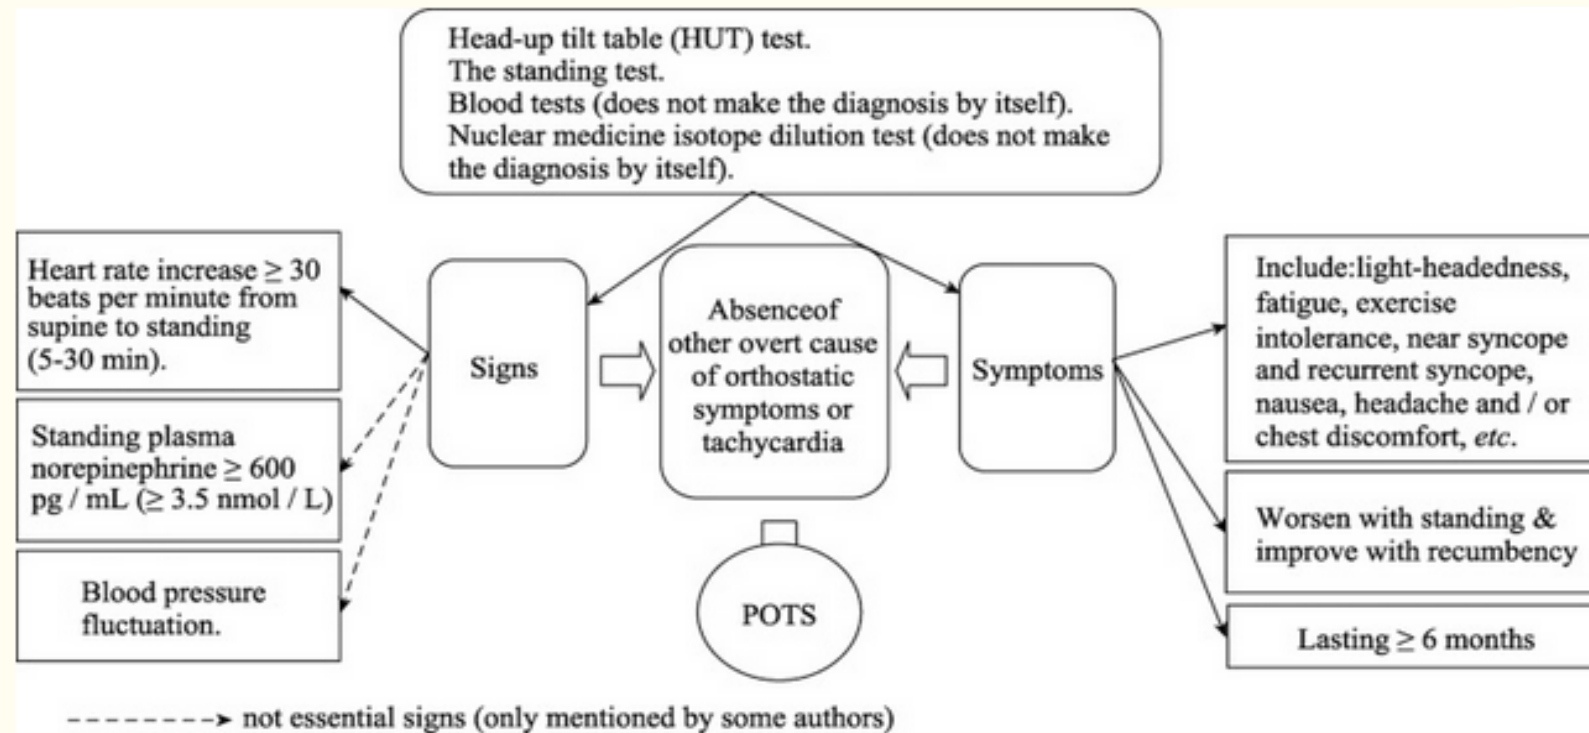 Head-up tilt table (HUT) test.
The standing test.
Blood tests (does not make the diagnosis by itself).
Nuclear medicine isotope dilution test (does not make
the diagnosis by itself).
Heart rate increase ≥ 30
beats per minute from
supine to standing
(5-30 min).
Standing plasma
norepinephrine ≥ 600
pg / mL (≥ 3.5 nmol / L)
Blood pressure
fluctuation.
Signs
Absenceof
other overt cause
of orthostatic
symptoms or
tachycardia
POTS
Symptoms
Include:light-headedness,
fatigue, exercise
intolerance, near syncope
and recurrent syncope,
nausea, headache and / or
chest discomfort, etc.
Worsen with standing &
improve with recumbency
Lasting ≥ 6 months
not essential signs (only mentioned by some authors)